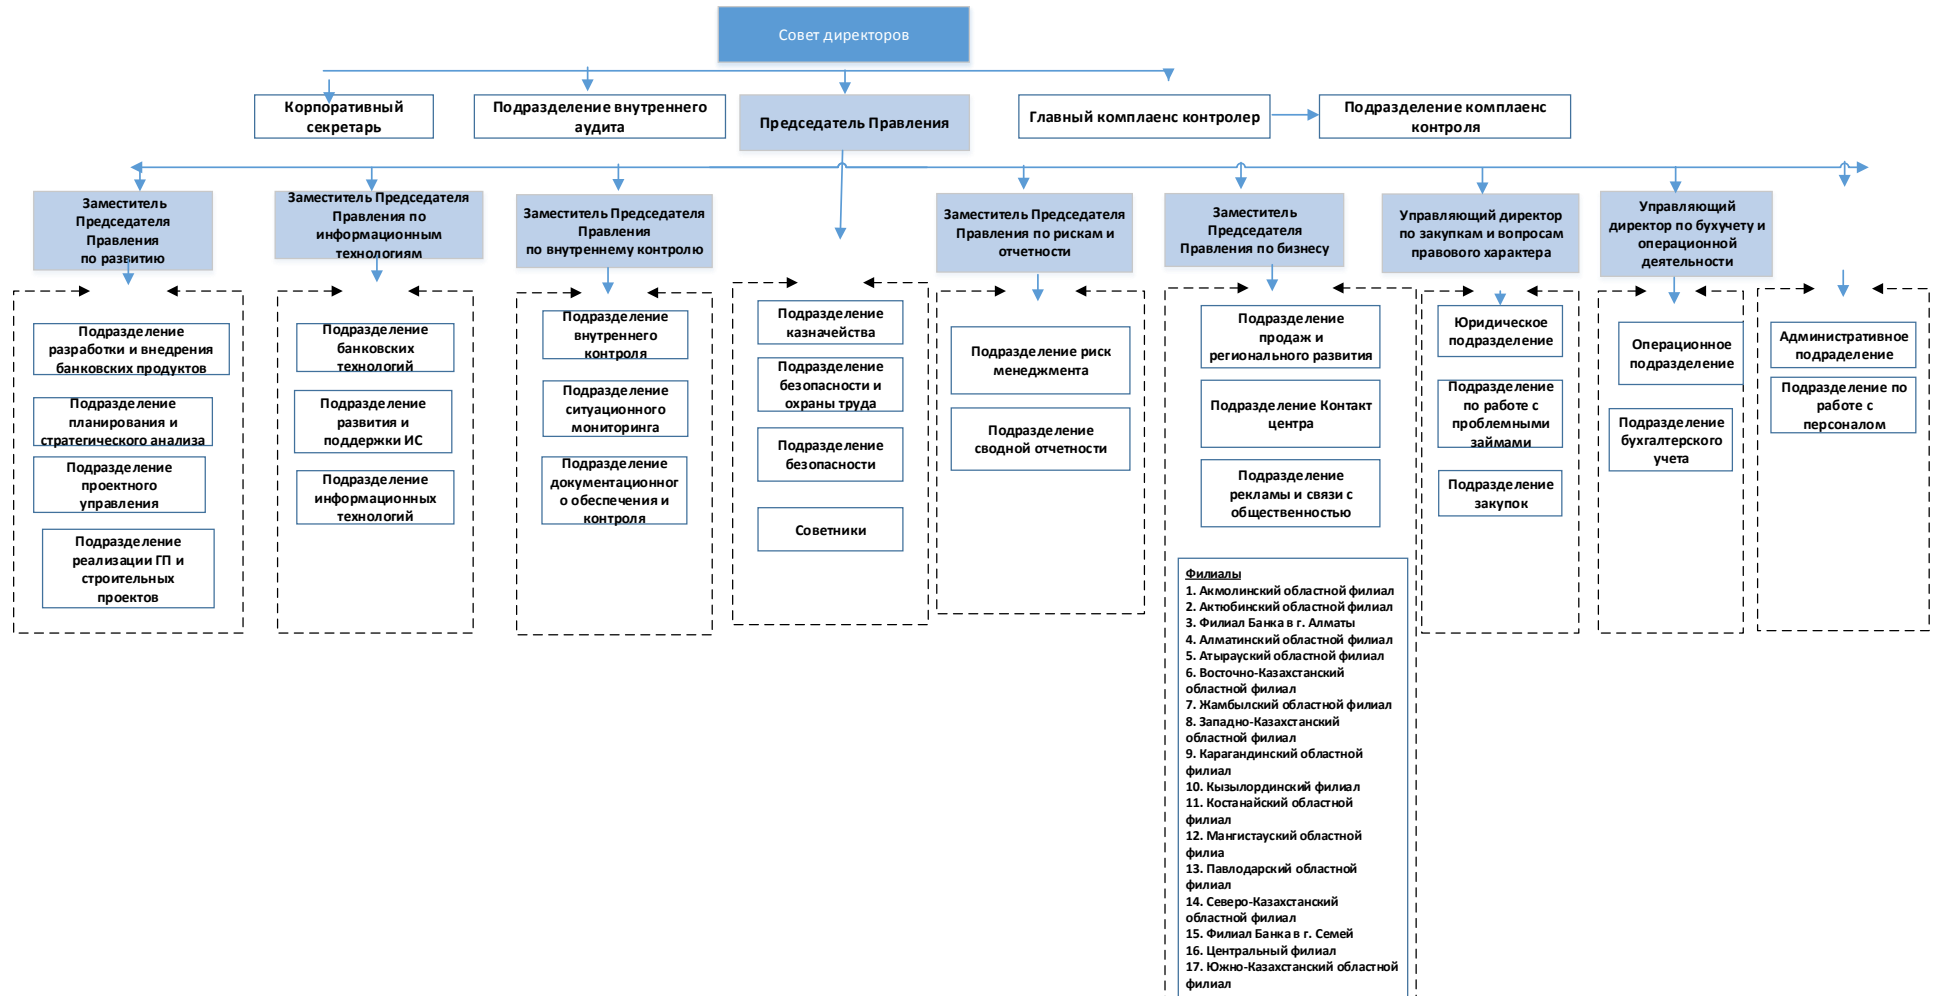 Совет директоров
Корпоративный
секретарь
Подразделение внутреннего
аудита
Председатель Правления
Главный комплаенс контролер
Подразделение комплаенс
контроля
Заместитель
Председателя
Правления
по развитию
Заместитель Председателя
Правления по
информационным
технологиям
Заместитель Председателя
Правления
по внутреннему контролю
Заместитель Председателя
Правления по рискам и
отчетности
Заместитель
Председателя
Правления по бизнесу
Управляющий директор
по закупкам и вопросам
правового характера
Управляющий
директор по бухучету и
операционной
деятельности
Подразделение
разработки и внедрения
банковских продуктов
Подразделение
планирования и
стратегического анализа
Подразделение
проектного
управления
Подразделение
реализации ГП и
строительных
проектов
Подразделение
банковских
технологий
Подразделение
развития и
поддержки ИС
Подразделение
информационных
технологий
Подразделение
внутреннего
контроля
Подразделение
ситуационного
мониторинга
Подразделение
документационног
о обеспечения и
контроля
Подразделение
казначейства
Подразделение
безопасности и
охраны труда
Подразделение
безопасности
Советники
Подразделение риск
менеджмента
Подразделение
сводной отчетности
Подразделение
продаж и
регионального развития
Подразделение Контакт
центра
Подразделение
рекламы и связи с
общественностью
Филиалы
1. Акмолинский областной филиал
2. Актюбинский областной филиал
3. Филиал Банка в г. Алматы
4. Алматинский областной филиал
5. Атырауский областной филиал
6. Восточно-Казахстанский
областной филиал
7. Жамбылский областной филиал
8. Западно-Казахстанский
областной филиал
9. Карагандинский областной
филиал
10. Кызылординский филиал
11. Костанайский областной
филиал
12. Мангистауский областной
филиа
13. Павлодарский областной
филиал
14. Северо-Казахстанский
областной филиал
15. Филиал Банка в г. Семей
16. Центральный филиал
17. Южно-Казахстанский областной
филиал
Юридическое
подразделение
Подразделение
по работе с
проблемными
займами
Подразделение
закупок
Операционное
подразделение
Подразделение
бухгалтерского
учета
Административное
подраделение
Подразделение по
работе с
персоналом